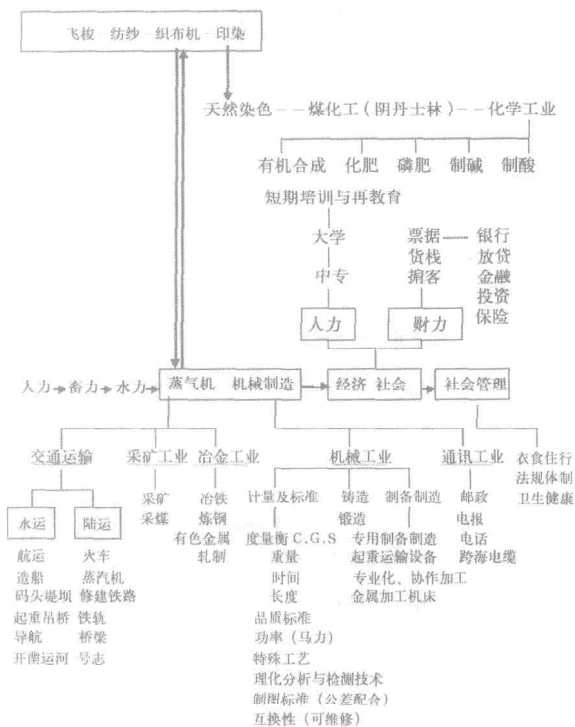 飞梭 纺纱 织布机 印染
天然染色--煤化工(阴丹士林)--化学工业
有机合成 化肥 磷肥 制碱 制酸
短期培训与再教育
大学 票据 银行
货栈 放贷
中专 掮客 金融
投资
保险
人力 财力
人力 畜力 水力 蒸气机 机械制造 经济 社会 社会管理
交通运输 采矿工业 冶金工业 机械工业 通讯工业 衣食住行
法规体制
卫生健康
采矿 冶铁 计量及标准 铸造 制备制造 邮政
水运 陆运 采煤 炼钢 锻造 电报
有色金属 度量衡C.G.S 专用制备制造 电话
航运 火车 轧制 重量 起重运输设备 跨海电缆
造船 蒸汽机 时间 专业化、协作加工
码头堤坝 修建铁路 长度 金属加工机床
起重吊桥 铁轨 品质标准
导航 桥梁 功率(马力)
开凿运河 号志 特殊工艺
理化分析与检测技术
制图标准(公差配合)
互换性(可维修)